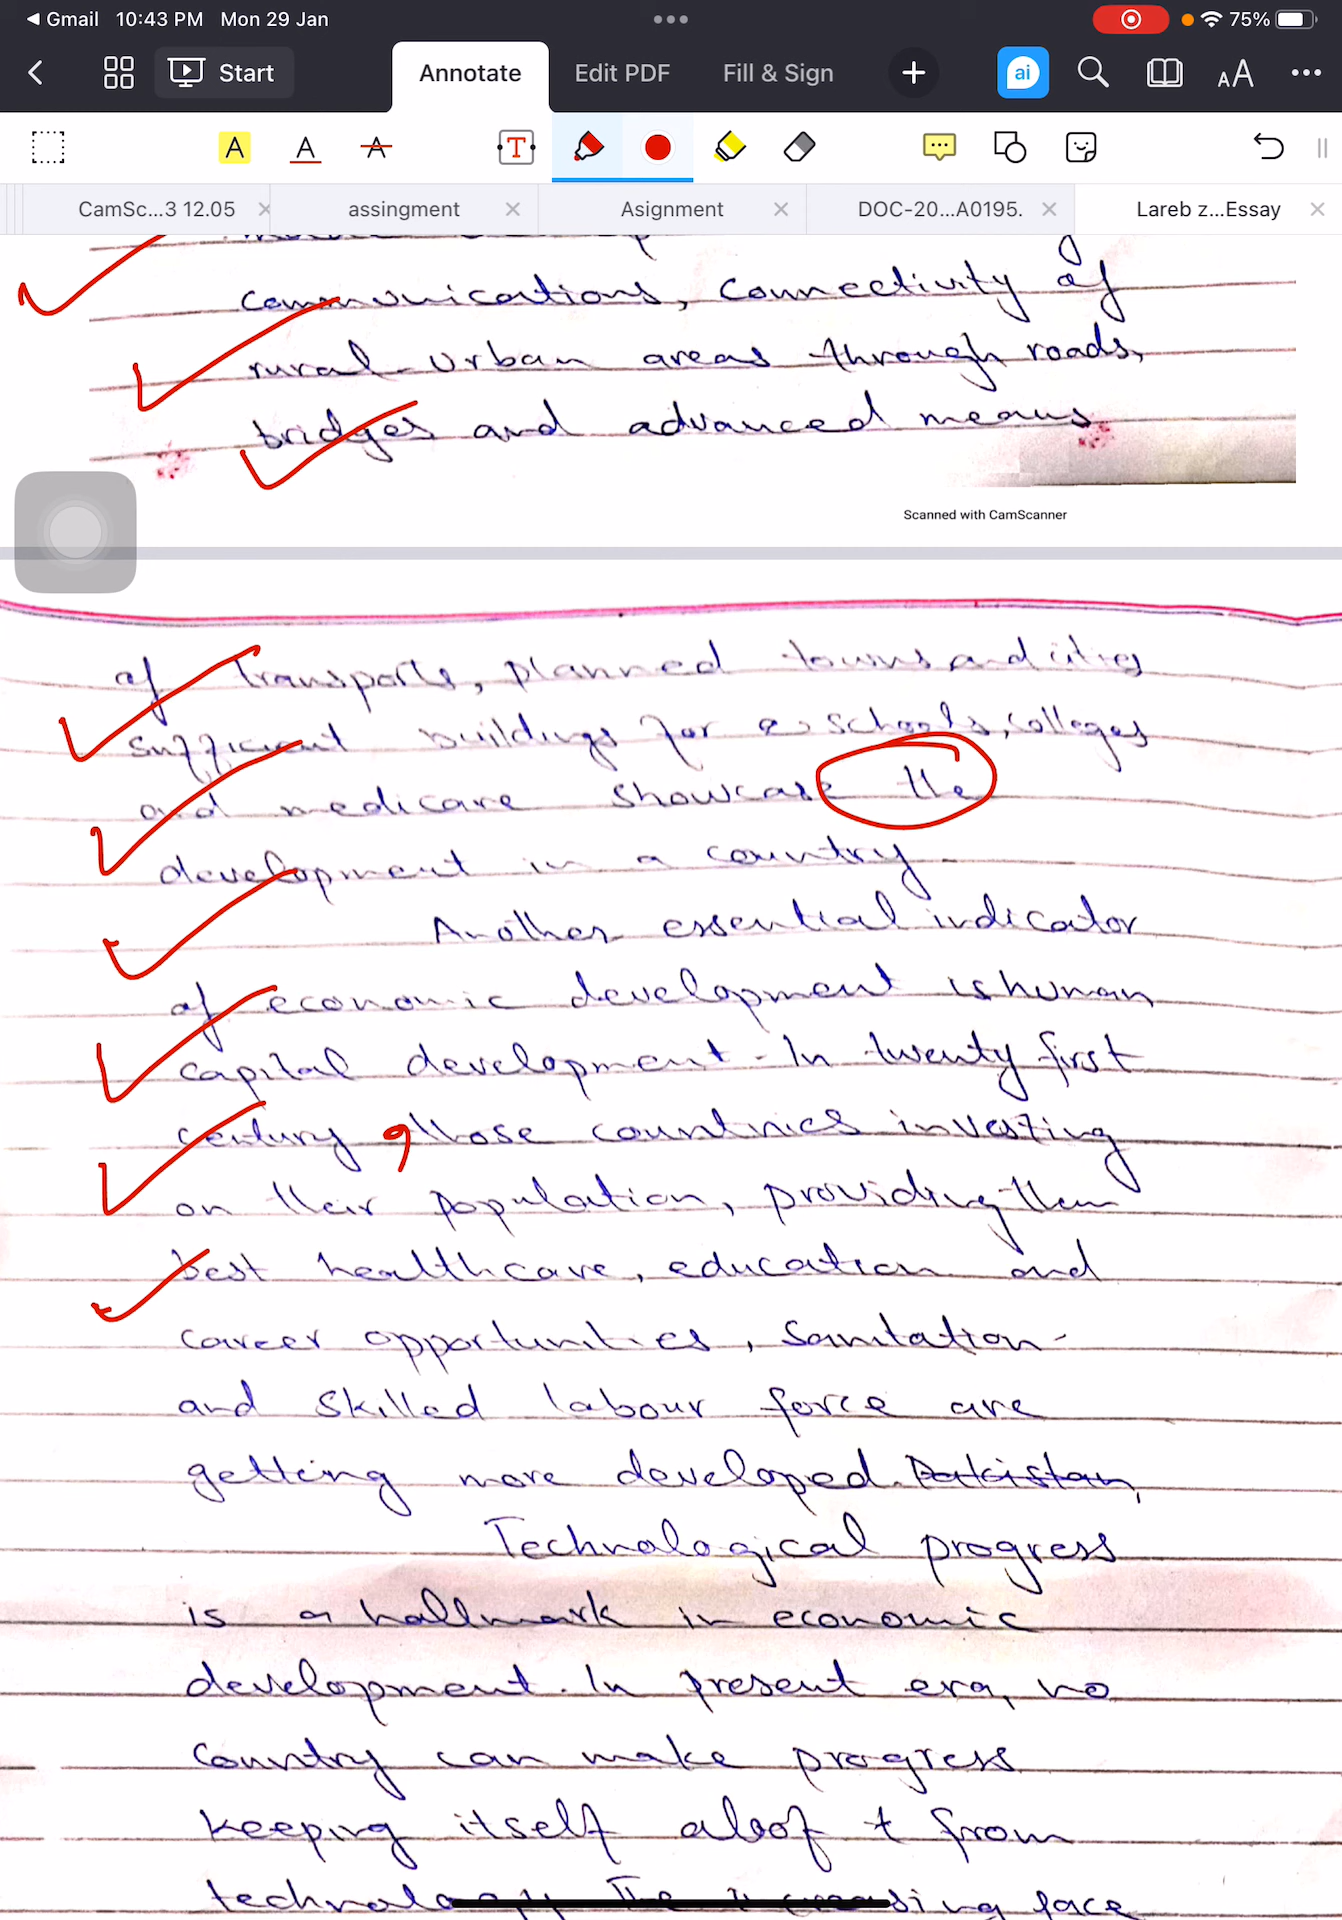 Gmail 10:43 PM Mon 29 Jan 75%
Start Annotate Edit PDF Fill & Sign ai AA
A A A T
CamSc...3 12.05 assingment Asignment DOC-20...A0195. Lareb z...Essay
communications, connectivity of
rural-urban areas through roads,
bridges and advanced means
Scanned with CamScanner
of transports, planned towns and cities
sufficient buildings for schools, colleges
and medicare showcase the
development in a country.
Another essential indicator
of economic development is human
capital development. In twenty first
century, those countries investing
on their population, providing them
best healthcare, education and
career opportunities, Sanitation
and skilled labour force are
getting more developed. Pakistan,
Technological progress
is a hallmark in economic
development. In present era, no
country can make progress
keeping itself aloof t from
technology. The